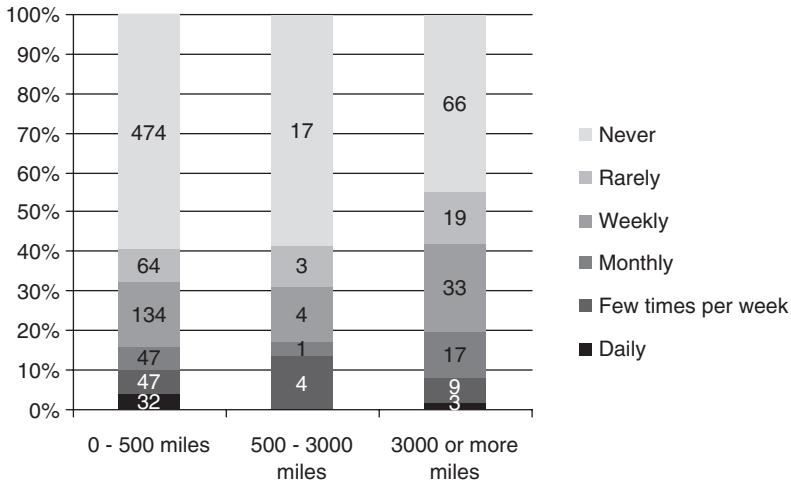 100%
90%
80%
70%
60%
50%
40%
30%
20%
10%
0%
474
64
134
47
47
32
17
3
4
1
4
66
19
33
17
9
3
0 - 500 miles
500 - 3000
miles
3000 or more
miles
Never
Rarely
Weekly
Monthly
Few times per week
Daily